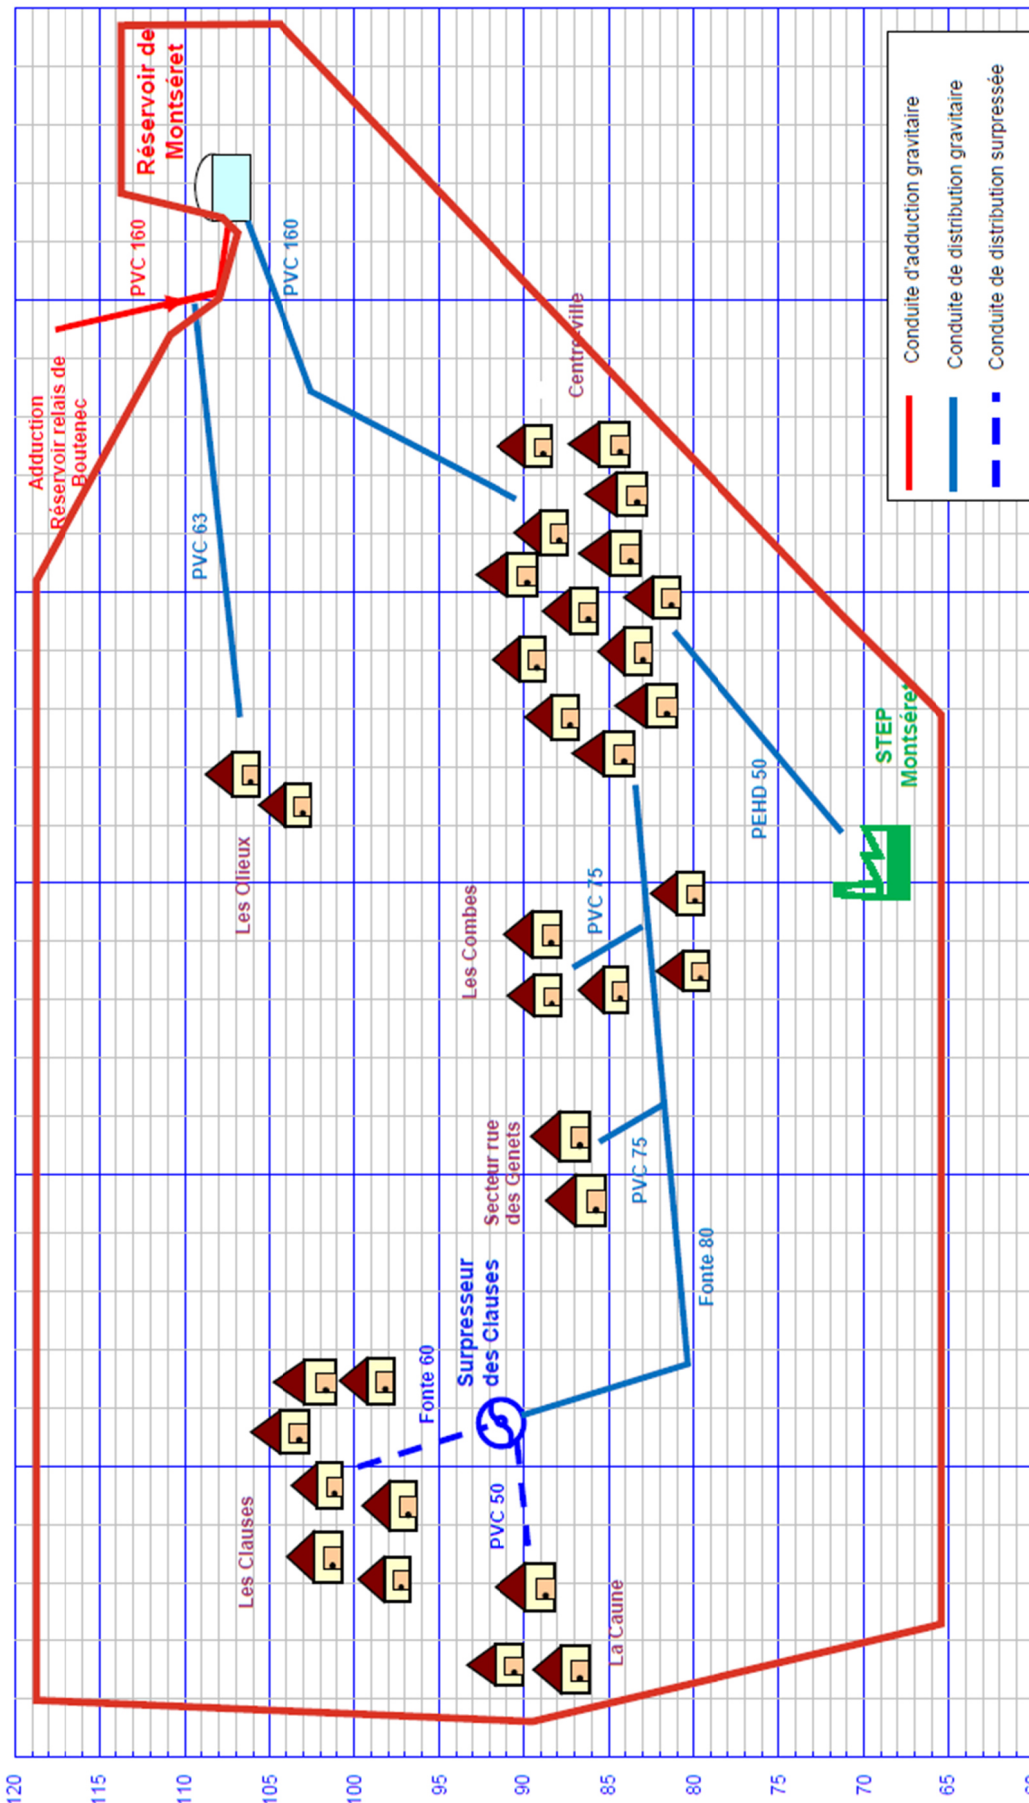 Réservoir de
Montséret
PVC 160
PVC 160
Adduction
Réservoir relais de
Boutenec
PVC 63
Centre ville
Les Olieux
Les Combes
PVC 75
PEHD 50
STEP
Montséret
Secteur rue
des Genets
PVC 75
Fonte 80
Surpresseur
des Clauses
Fonte 60
PVC 50
Les Clauses
La Caune
Conduite d'adduction gravitaire
Conduite de distribution gravitaire
Conduite de distribution surpressée
120
115
110
105
100
95
90
85
80
75
70
65